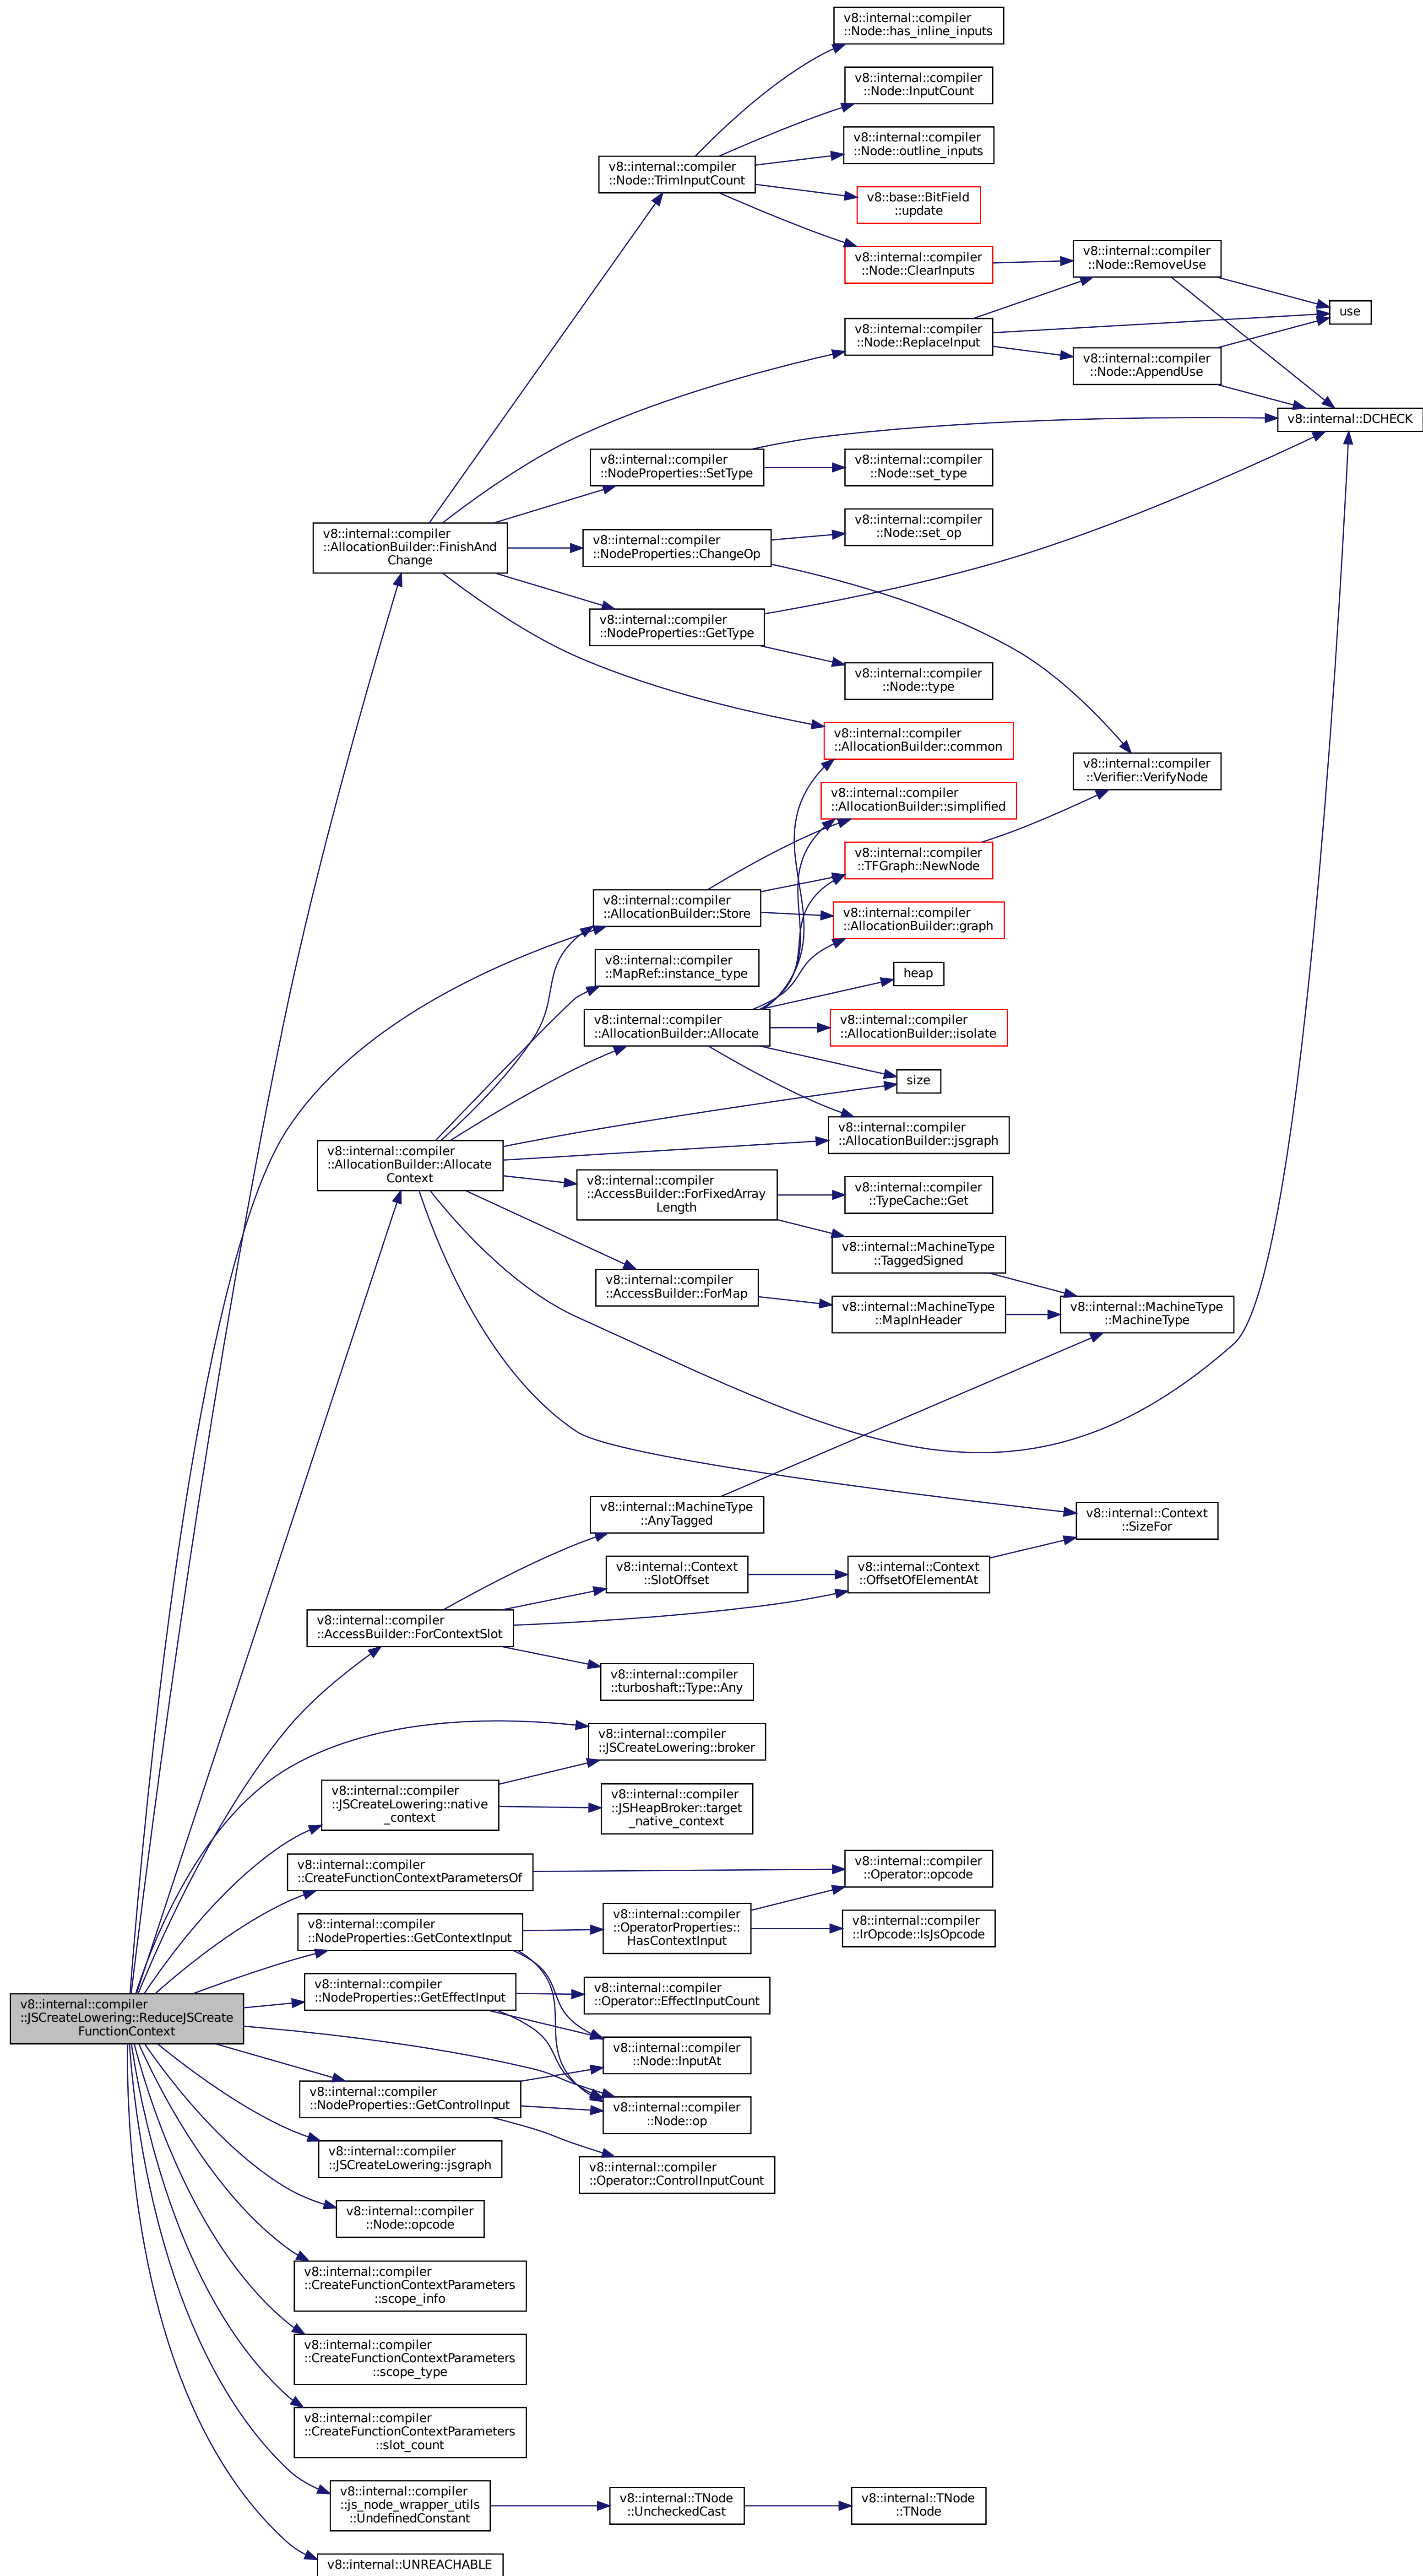 v8::internal::compiler
::Node::has_inline_inputs
v8::internal::compiler
::Node::InputCount
v8::internal::compiler
::Node::outline_inputs
v8::internal::compiler
::Node::TrimInputCount
v8::base::BitField
::update
v8::internal::compiler
::Node::ClearInputs
v8::internal::compiler
::Node::RemoveUse
use
v8::internal::compiler
::Node::ReplaceInput
v8::internal::compiler
::Node::AppendUse
v8::internal::DCHECK
v8::internal::compiler
::NodeProperties::SetType
v8::internal::compiler
::Node::set_type
v8::internal::compiler
::AllocationBuilder::FinishAnd
Change
v8::internal::compiler
::NodeProperties::ChangeOp
v8::internal::compiler
::Node::set_op
v8::internal::compiler
::NodeProperties::GetType
v8::internal::compiler
::Node::type
v8::internal::compiler
::AllocationBuilder::common
v8::internal::compiler
::Verifier::VerifyNode
v8::internal::compiler
::AllocationBuilder::simplified
v8::internal::compiler
::TFGraph::NewNode
v8::internal::compiler
::AllocationBuilder::Store
v8::internal::compiler
::AllocationBuilder::graph
v8::internal::compiler
::MapRef::instance_type
heap
v8::internal::compiler
::AllocationBuilder::Allocate
v8::internal::compiler
::AllocationBuilder::isolate
size
v8::internal::compiler
::AllocationBuilder::jsgraph
v8::internal::compiler
::AllocationBuilder::Allocate
Context
v8::internal::compiler
::AccessBuilder::ForFixedArray
Length
v8::internal::compiler
::TypeCache::Get
v8::internal::MachineType
::TaggedSigned
v8::internal::compiler
::AccessBuilder::ForMap
v8::internal::MachineType
::MapInHeader
v8::internal::MachineType
::MachineType
v8::internal::MachineType
::AnyTagged
v8::internal::Context
::SizeFor
v8::internal::Context
::SlotOffset
v8::internal::Context
::OffsetOfElementAt
v8::internal::compiler
::AccessBuilder::ForContextSlot
v8::internal::compiler
::turboshaft::Type::Any
v8::internal::compiler
::JSCreateLowering::broker
v8::internal::compiler
::JSCreateLowering::native
_context
v8::internal::compiler
::JSHeapBroker::target
_native_context
v8::internal::compiler
::CreateFunctionContextParametersOf
v8::internal::compiler
::Operator::opcode
v8::internal::compiler
::NodeProperties::GetContextInput
v8::internal::compiler
::OperatorProperties::
HasContextInput
v8::internal::compiler
::IrOpcode::IsJsOpcode
v8::internal::compiler
::JSCreateLowering::ReduceJSCreate
FunctionContext
v8::internal::compiler
::NodeProperties::GetEffectInput
v8::internal::compiler
::Operator::EffectInputCount
v8::internal::compiler
::Node::InputAt
v8::internal::compiler
::NodeProperties::GetControlInput
v8::internal::compiler
::Node::op
v8::internal::compiler
::JSCreateLowering::jsgraph
v8::internal::compiler
::Operator::ControlInputCount
v8::internal::compiler
::Node::opcode
v8::internal::compiler
::CreateFunctionContextParameters
::scope_info
v8::internal::compiler
::CreateFunctionContextParameters
::scope_type
v8::internal::compiler
::CreateFunctionContextParameters
::slot_count
v8::internal::compiler
::js_node_wrapper_utils
::UndefinedConstant
v8::internal::TNode
::UncheckedCast
v8::internal::TNode
::TNode
v8::internal::UNREACHABLE